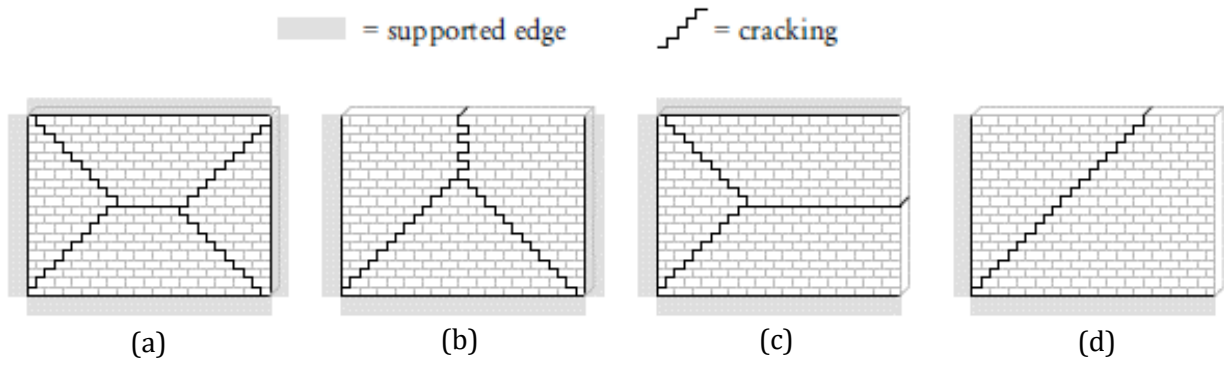 = supported edge = cracking
(a) (b) (c) (d)